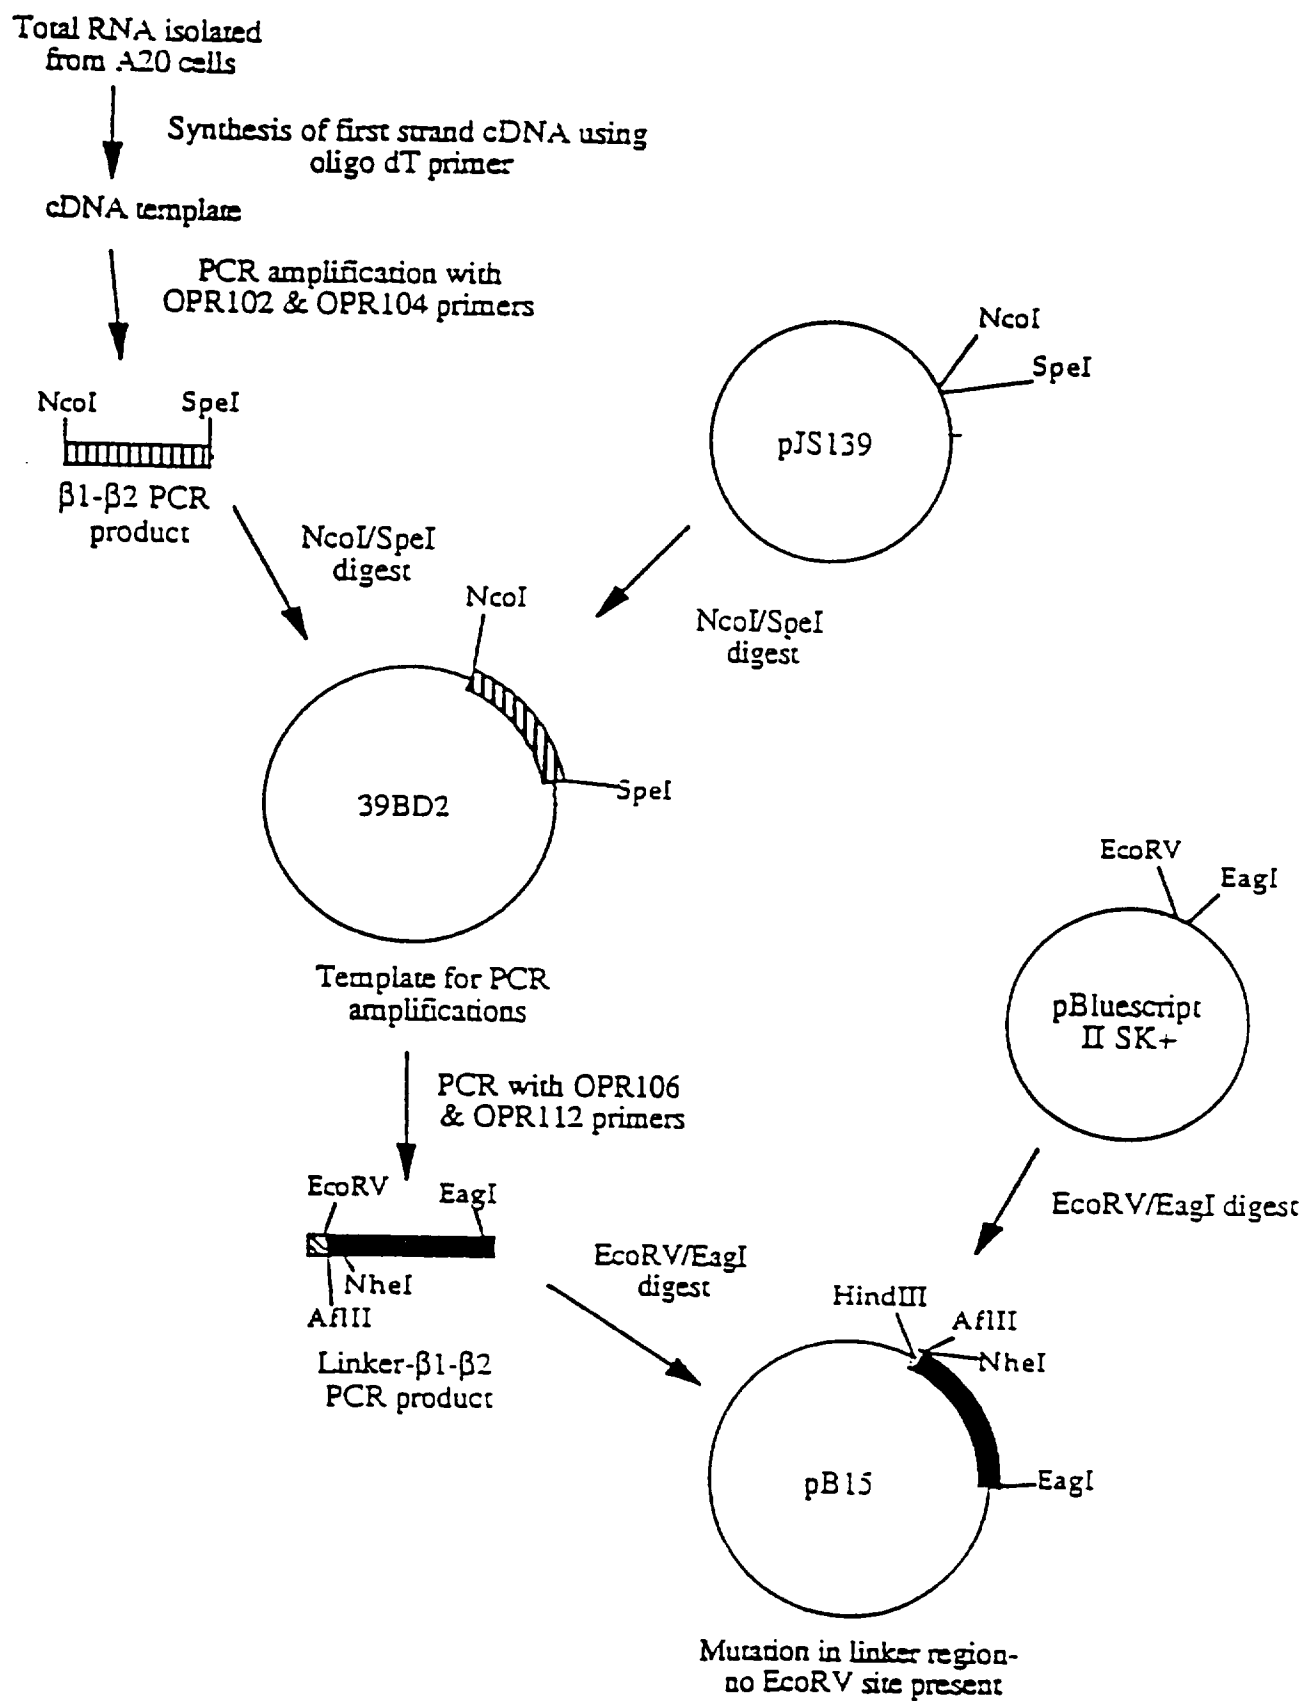 Total RNA isolated
from A20 cells
Synthesis of first strand cDNA using
oligo dT primer
cDNA template
PCR amplification with
OPR102 & OPR104 primers
NcoI
SpeI
β1-β2 PCR
product
NcoI/SpeI
digest
NcoI
SpeI
pJS139
NcoI/SpeI
digest
NcoI
SpeI
39BD2
Template for PCR
amplifications
PCR with OPR106
& OPR112 primers
EcoRV
EagI
pBluescript
II SK+
EcoRV/EagI digest
EcoRV
EagI
NheI
AflII
Linker-β1-β2
PCR product
EcoRV/EagI
digest
HindIII
AflII
NheI
EagI
pB15
Mutation in linker region-
no EcoRV site present